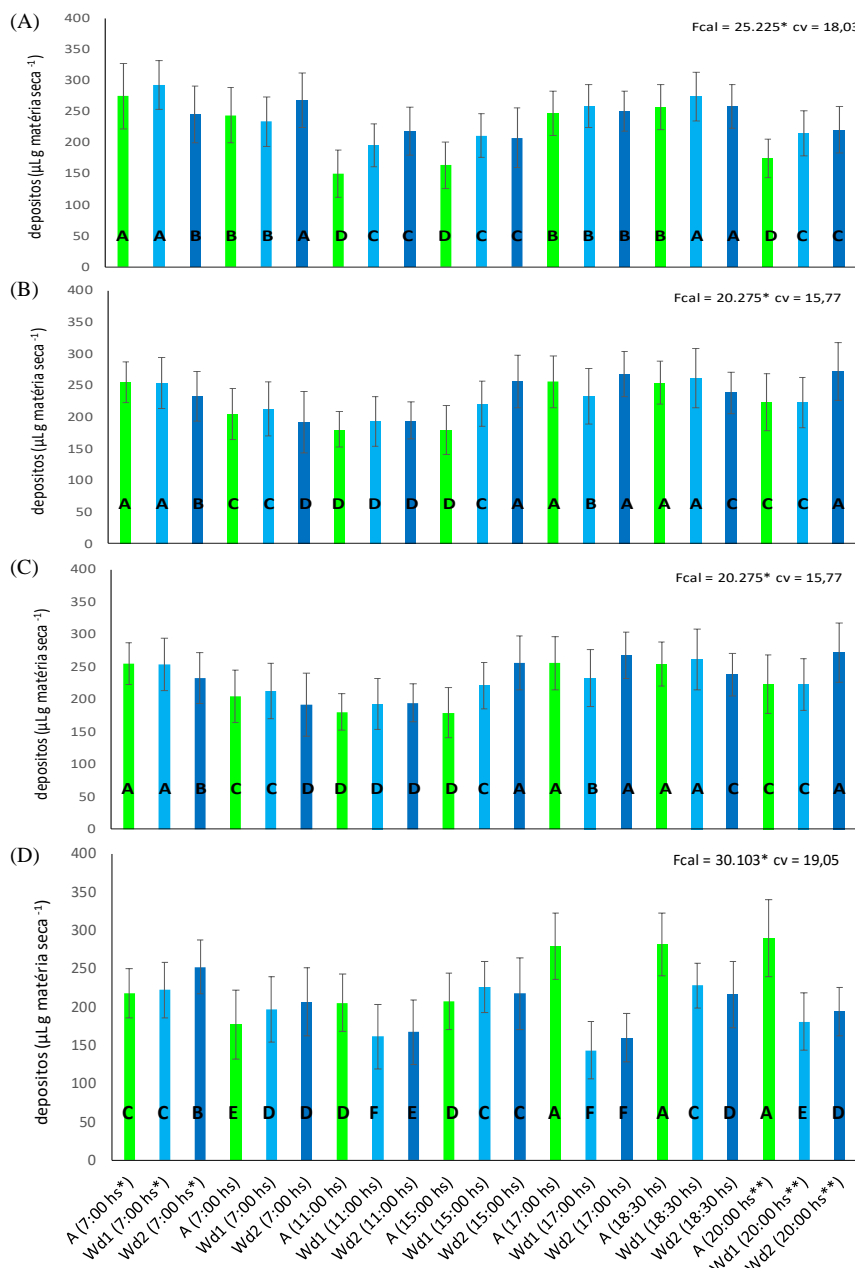 (A)
Fcal = 25.225* cv = 18,03
depositos (µL g matéria seca -1)
400
350
300
250
200
150
100
50
0
A A B B B A D C C D C C B B B B A A D C C
(B)
Fcal = 20.275* cv = 15,77
depositos (µL g matéria seca -1)
400
350
300
250
200
150
100
50
0
A A B C C D D D D D C A A B A A A C C C A
(C)
Fcal = 20.275* cv = 15,77
depositos (µL g matéria seca -1)
400
350
300
250
200
150
100
50
0
A A B C C D D D D D C A A B A A A C C C A
(D)
Fcal = 30.103* cv = 19,05
depositos (µL g matéria seca -1)
400
350
300
250
200
150
100
50
0
C C B E D D D F E D C C A F F A C D A E D
A (7:00 hs*)
Wd1 (7:00 hs*)
Wd2 (7:00 hs*)
A (7:00 hs)
Wd1 (7:00 hs)
Wd2 (7:00 hs)
A (11:00 hs)
Wd1 (11:00 hs)
Wd2 (11:00 hs)
A (15:00 hs)
Wd1 (15:00 hs)
Wd2 (15:00 hs)
A (17:00 hs)
Wd1 (17:00 hs)
Wd2 (17:00 hs)
A (18:30 hs)
Wd1 (18:30 hs)
Wd2 (18:30 hs)
A (20:00 hs**)
Wd1 (20:00 hs**)
Wd2 (20:00 hs**)